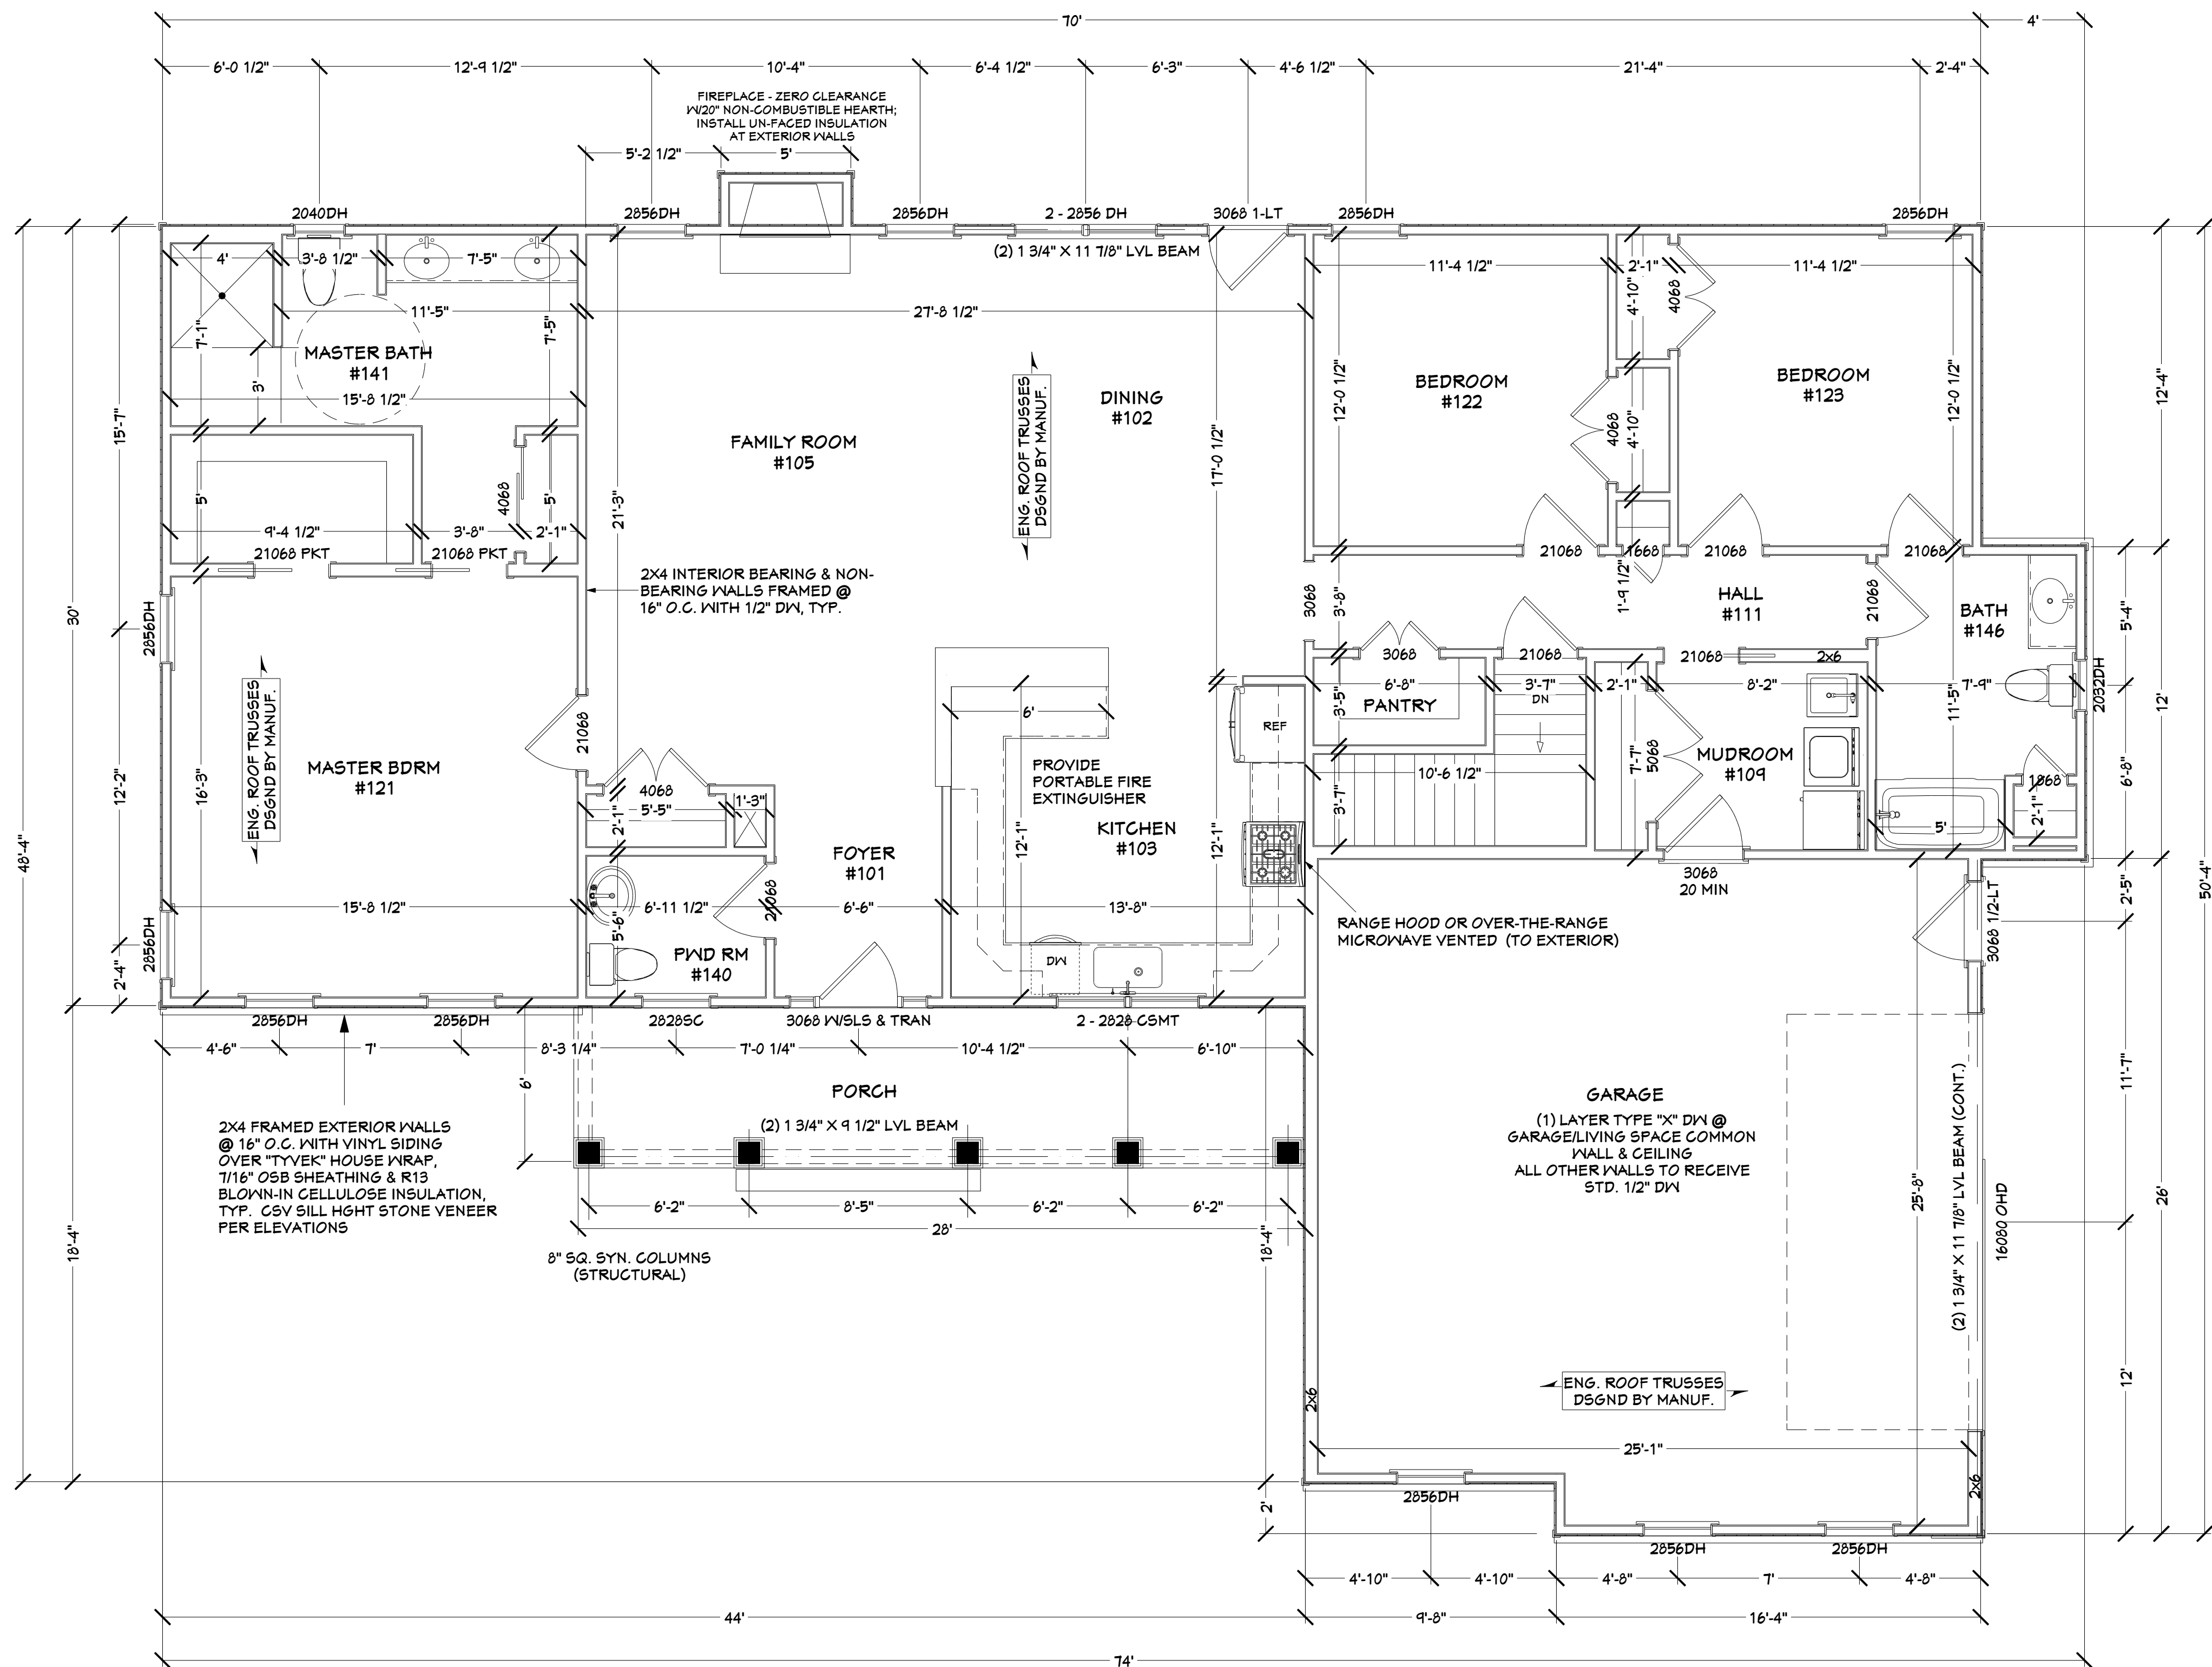 70'
4'
6'-0 1/2"
12'-9 1/2"
10'-4"
6'-4 1/2"
6'-3"
4'-6 1/2"
21'-4"
2'-4"
FIREPLACE - ZERO CLEARANCE
W/20" NON-COMBUSTIBLE HEARTH;
INSTALL UN-FACED INSULATION
AT EXTERIOR WALLS
5'-2 1/2"
5'
2040DH
2856DH
2856DH
2 - 2856 DH
3068 1-LT
2856DH
2856DH
(2) 1 3/4" X 11 7/8" LVL BEAM
4'
3'-8 1/2"
7'-5"
11'-4 1/2"
2'-1"
11'-4 1/2"
4'-10"
4068
11'-5"
27'-8 1/2"
7'-1"
7'-5"
MASTER BATH
#141
3'
15'-8 1/2"
12'-0 1/2"
BEDROOM
#122
BEDROOM
#123
12'-0 1/2"
12'-4"
DINING
#102
ENG. ROOF TRUSSES
DSGND BY MANUF.
FAMILY ROOM
#105
4068
4'-10"
15'-7"
17'-0 1/2"
5'
4068
5'
21'-3"
9'-4 1/2"
3'-8"
2'-1"
21068 PKT
21068 PKT
21068
1668
21068
21068
2X4 INTERIOR BEARING & NON-
BEARING WALLS FRAMED @
16" O.C. WITH 1/2" DW, TYP.
3068
3'-8"
1'-9 1/2"
HALL
#111
21068
BATH
#146
5'-4"
30'
2856DH
3068
21068
21068
2x6
6'-8"
3'-7"
2'-1"
8'-2"
7'-9"
DN
3'-5"
PANTRY
11'-5"
2032DH
12'
ENG. ROOF TRUSSES
DSGND BY MANUF.
21068
6'
REF
MASTER BDRM
#121
16'-3"
12'-2"
PROVIDE
PORTABLE FIRE
EXTINGUISHER
10'-6 1/2"
3'-7"
7'-7"
5068
MUDROOM
#109
1868
6'-8"
4068
5'-5"
1'-3"
2'-1"
KITCHEN
#103
12'-1"
12'-1"
5'
2'-1"
48'-4"
50'-4"
FOYER
#101
3068
20 MIN
2'-5"
15'-8 1/2"
6'-11 1/2"
21068
6'-6"
13'-8"
5'-6"
PWD RM
#140
RANGE HOOD OR OVER-THE-RANGE
MICROWAVE VENTED (TO EXTERIOR)
3068 1/2-LT
2856DH
2'-4"
DW
2856DH
2856DH
2828SC
3068 W/SLS & TRAN
2 - 2828 CSMT
4'-6"
7'
8'-3 1/4"
7'-0 1/4"
10'-4 1/2"
6'-10"
6'
PORCH
(2) 1 3/4" X 9 1/2" LVL BEAM
11'-7"
2X4 FRAMED EXTERIOR WALLS
@ 16" O.C. WITH VINYL SIDING
OVER "TYVEK" HOUSE WRAP,
7/16" OSB SHEATHING & R13
BLOWN-IN CELLULOSE INSULATION,
TYP. CSV SILL HGHT STONE VENEER
PER ELEVATIONS
GARAGE
(1) LAYER TYPE "X" DW @
GARAGE/LIVING SPACE COMMON
WALL & CEILING
ALL OTHER WALLS TO RECEIVE
STD. 1/2" DW
25'-8"
(2) 1 3/4" X 11 7/8" LVL BEAM (CONT.)
16080 OHD
26'
6'-2"
8'-5"
6'-2"
6'-2"
28'
18'-4"
18'-4"
8" SQ. SYN. COLUMNS
(STRUCTURAL)
ENG. ROOF TRUSSES
DSGND BY MANUF.
12'
2x6
25'-1"
2x6
2856DH
2'
2856DH
2856DH
4'-10"
4'-10"
4'-8"
7'
4'-8"
44'
9'-8"
16'-4"
74'